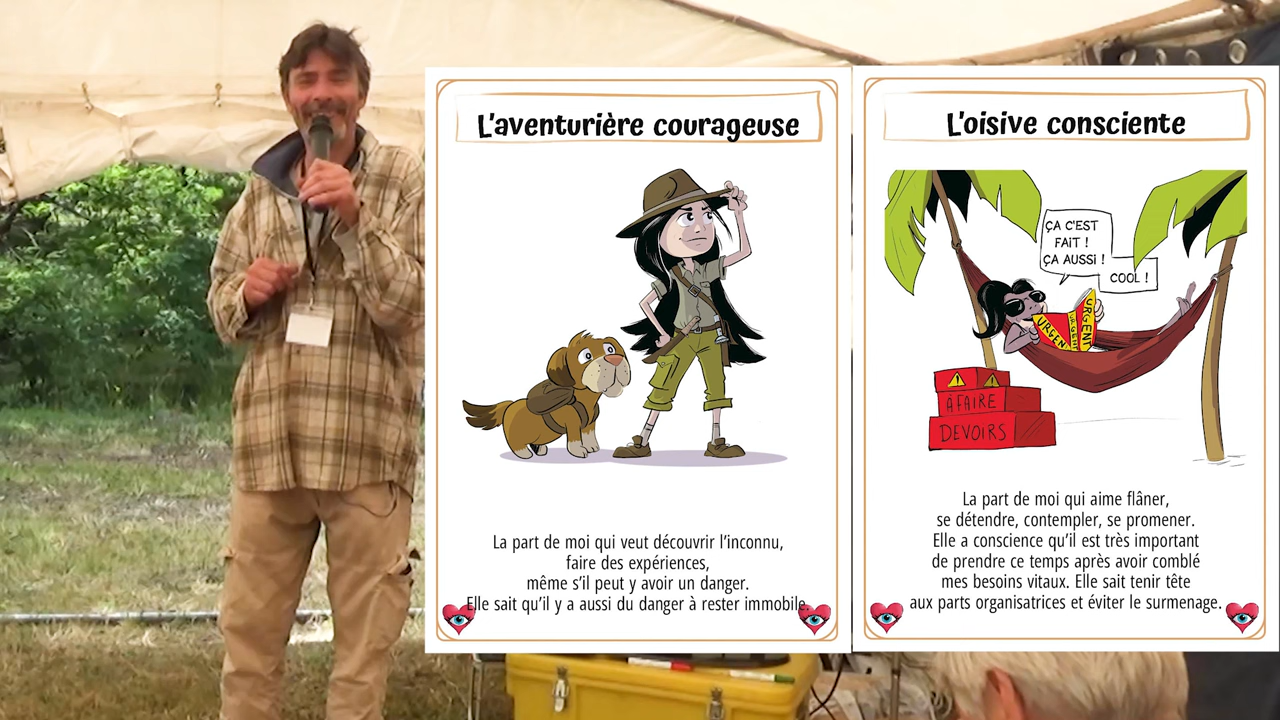 L'aventurière courageuse
La part de moi qui veut découvrir l'inconnu,
faire des expériences,
même s'il peut y avoir un danger.
Elle sait qu'il y a aussi du danger à rester immobile.
L'oisive consciente
ÇA C'EST
FAIT !
ÇA AUSSI !
COOL !
URGENT
URGENT
À FAIRE
DEVOIRS
La part de moi qui aime flâner,
se détendre, contempler, se promener.
Elle a conscience qu'il est très important
de prendre ce temps après avoir comblé
mes besoins vitaux. Elle sait tenir tête
aux parts organisatrices et éviter le surmenage.